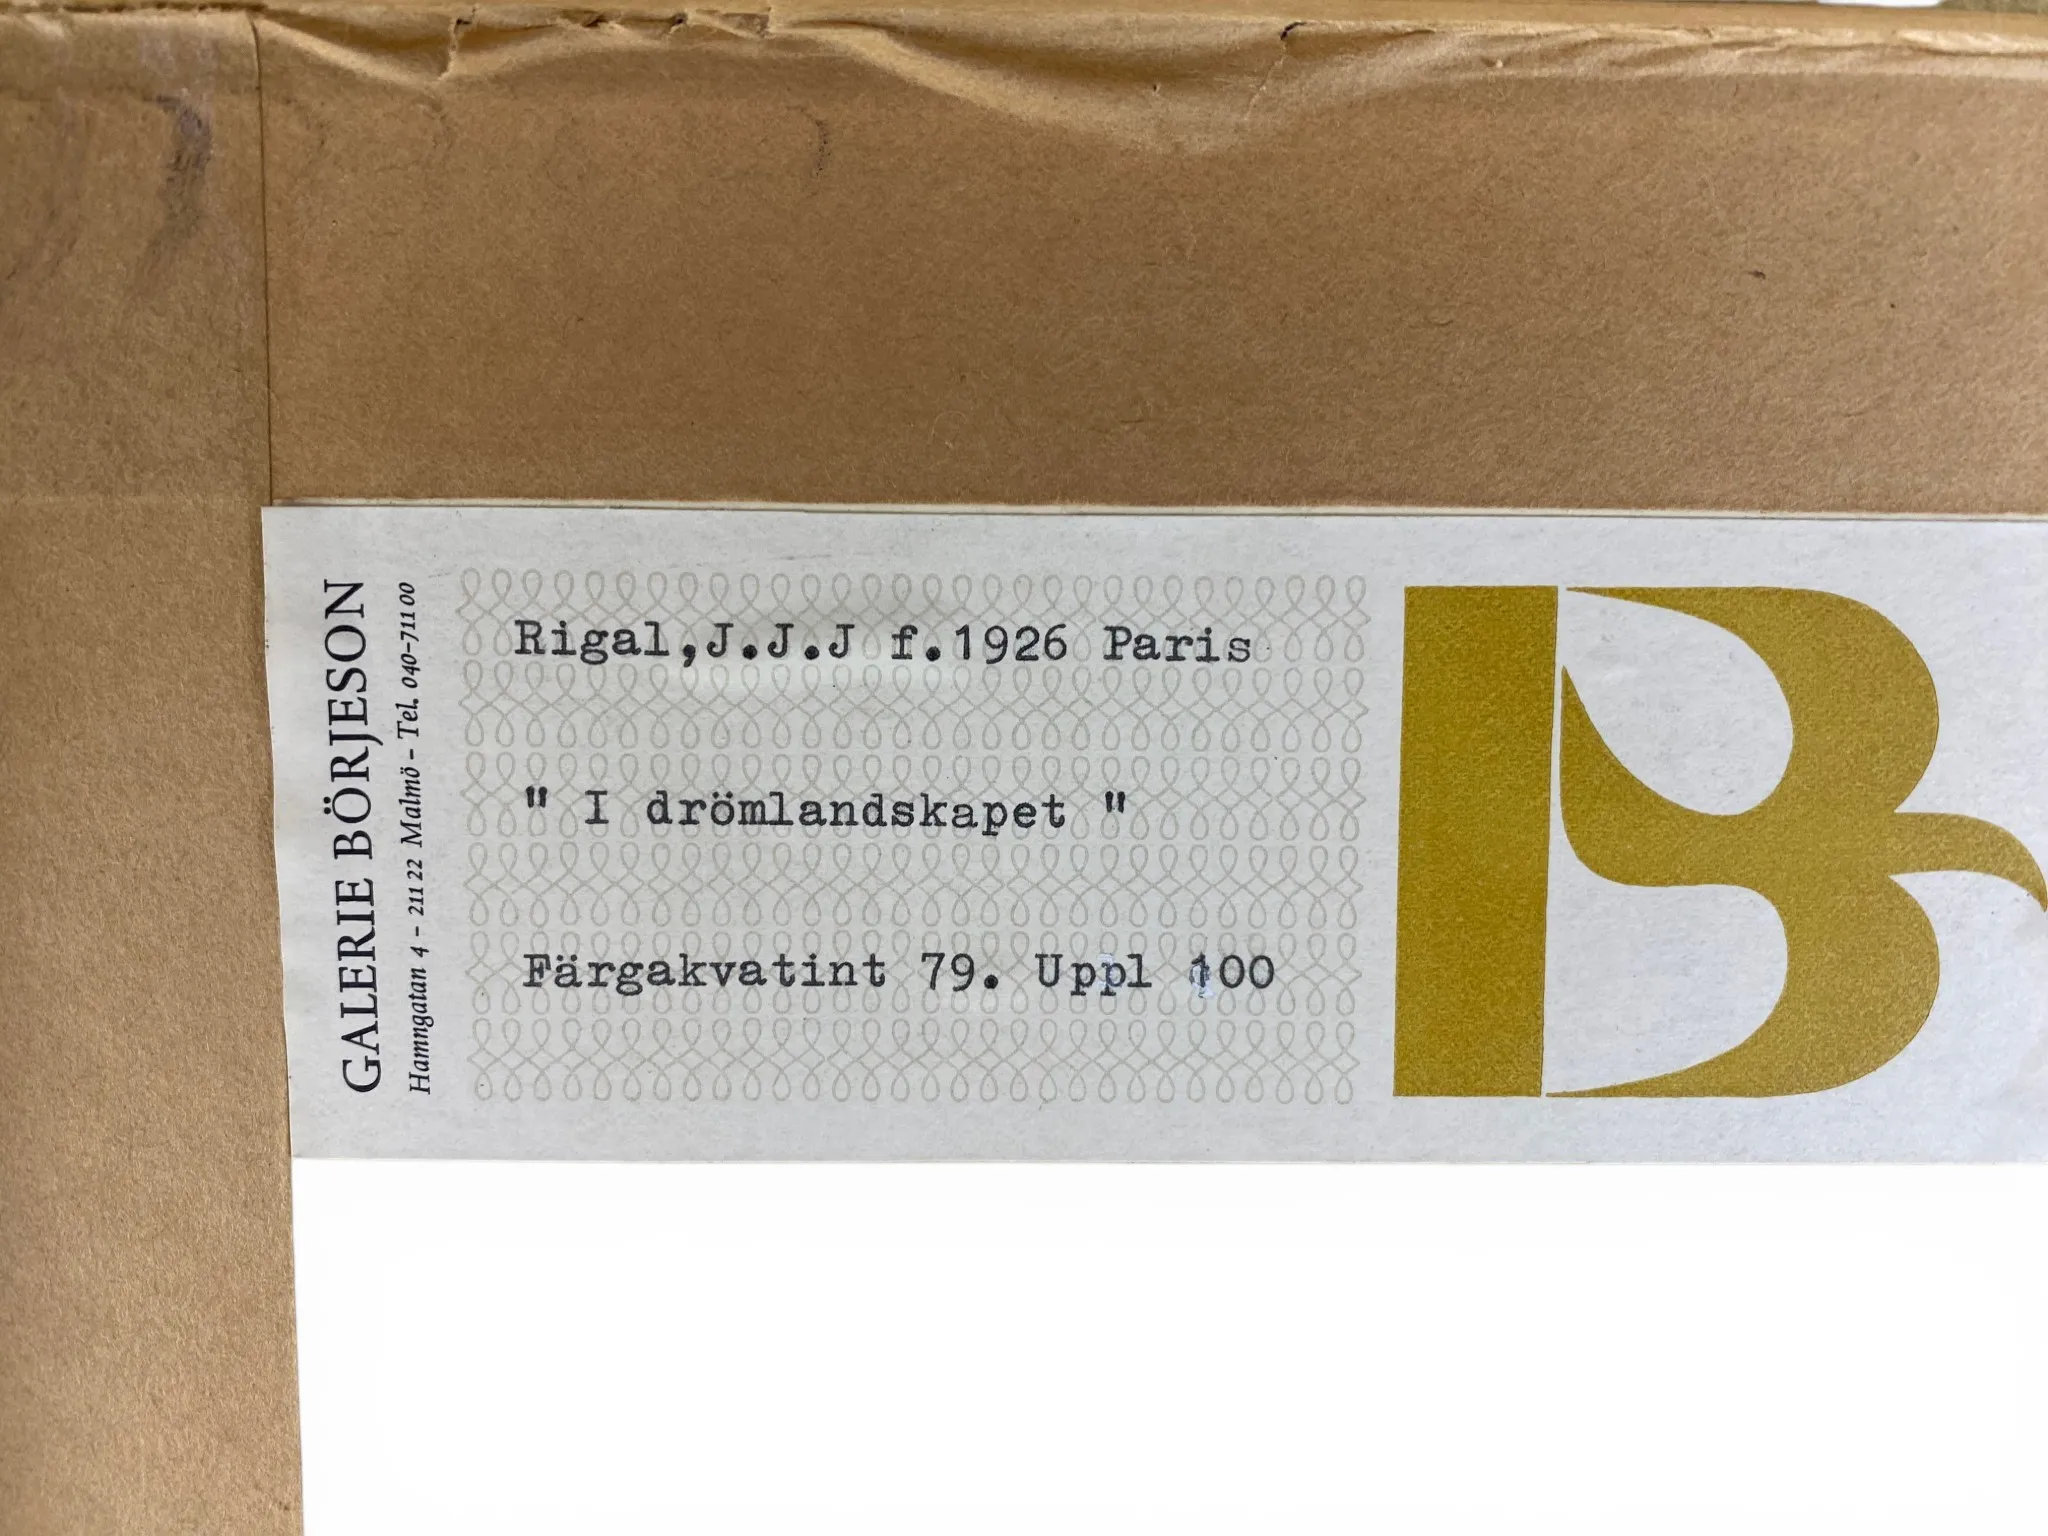 GALERIE BÖRJESON
Hamngatan 4 - 211 22 Malmö - Tel. 040-711 00
Rigal,J.J.J f.1926 Paris
" I drömlandskapet "
Färgakvatint 79. Uppl 100
B